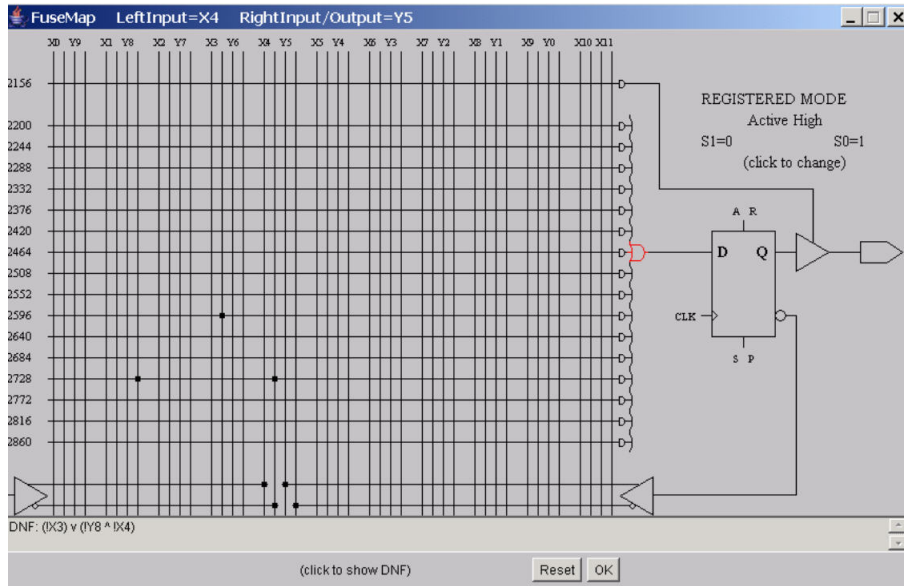 FuseMap LeftInput=X4 RightInput/Output=Y5
X0 Y9 X1 Y8 X2 Y7 X3 Y6 X4 Y5 X5 Y4 X6 Y3 X7 Y2 X8 Y1 X9 Y0 X10 X11
2156
REGISTERED MODE
Active High
S1=0 S0=1
(click to change)
2200
2244
2288
2332
2376
2420
2464
2508
2552
2596
2640
2684
2728
2772
2816
2860
A R
D Q
CLK
S P
DNF: (!X3) v (!Y8 ^ !X4)
(click to show DNF) Reset OK